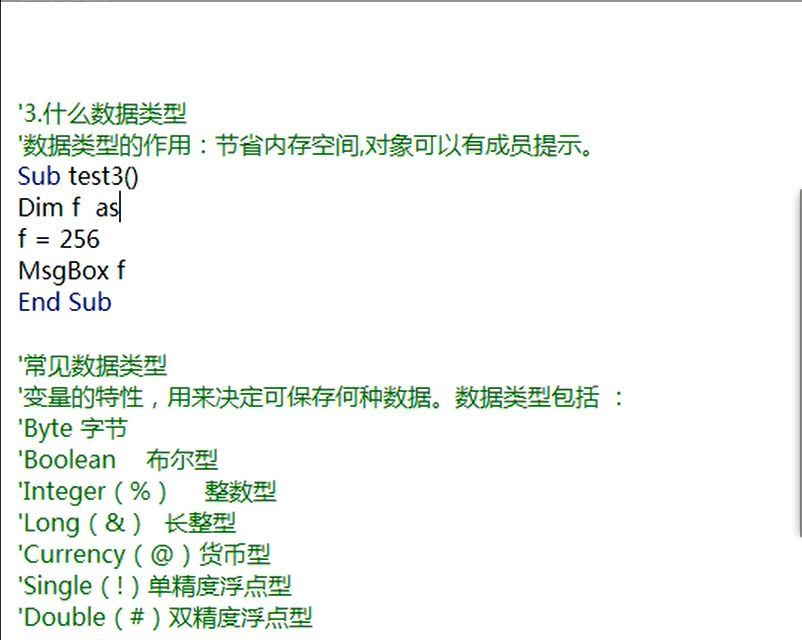 '3.什么数据类型
'数据类型的作用：节省内存空间,对象可以有成员提示。
Sub test3()
Dim f  as
f = 256
MsgBox f
End Sub
'常见数据类型
'变量的特性，用来决定可保存何种数据。数据类型包括 ：
'Byte 字节
'Boolean    布尔型
'Integer（ % ）    整数型
'Long（ & ）  长整型
'Currency（ @ ）货币型
'Single（ ! ）单精度浮点型
'Double（ # ）双精度浮点型